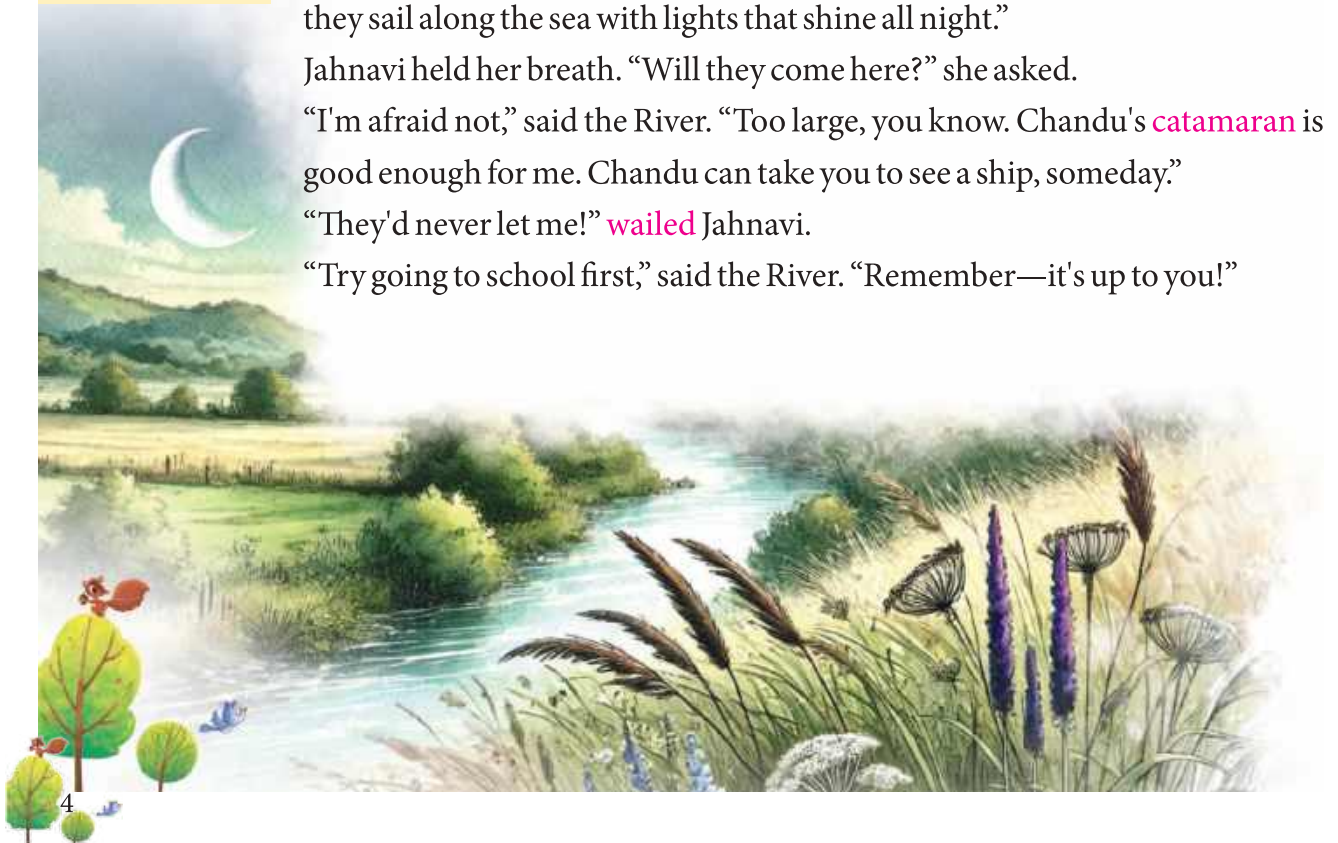 they sail along the sea with lights that shine all night.”
Jahnavi held her breath. “Will they come here?” she asked.
“I'm afraid not,” said the River. “Too large, you know. Chandu's catamaran is
good enough for me. Chandu can take you to see a ship, someday.”
“They'd never let me!” wailed Jahnavi.
“Try going to school first,” said the River. “Remember—it's up to you!”
4